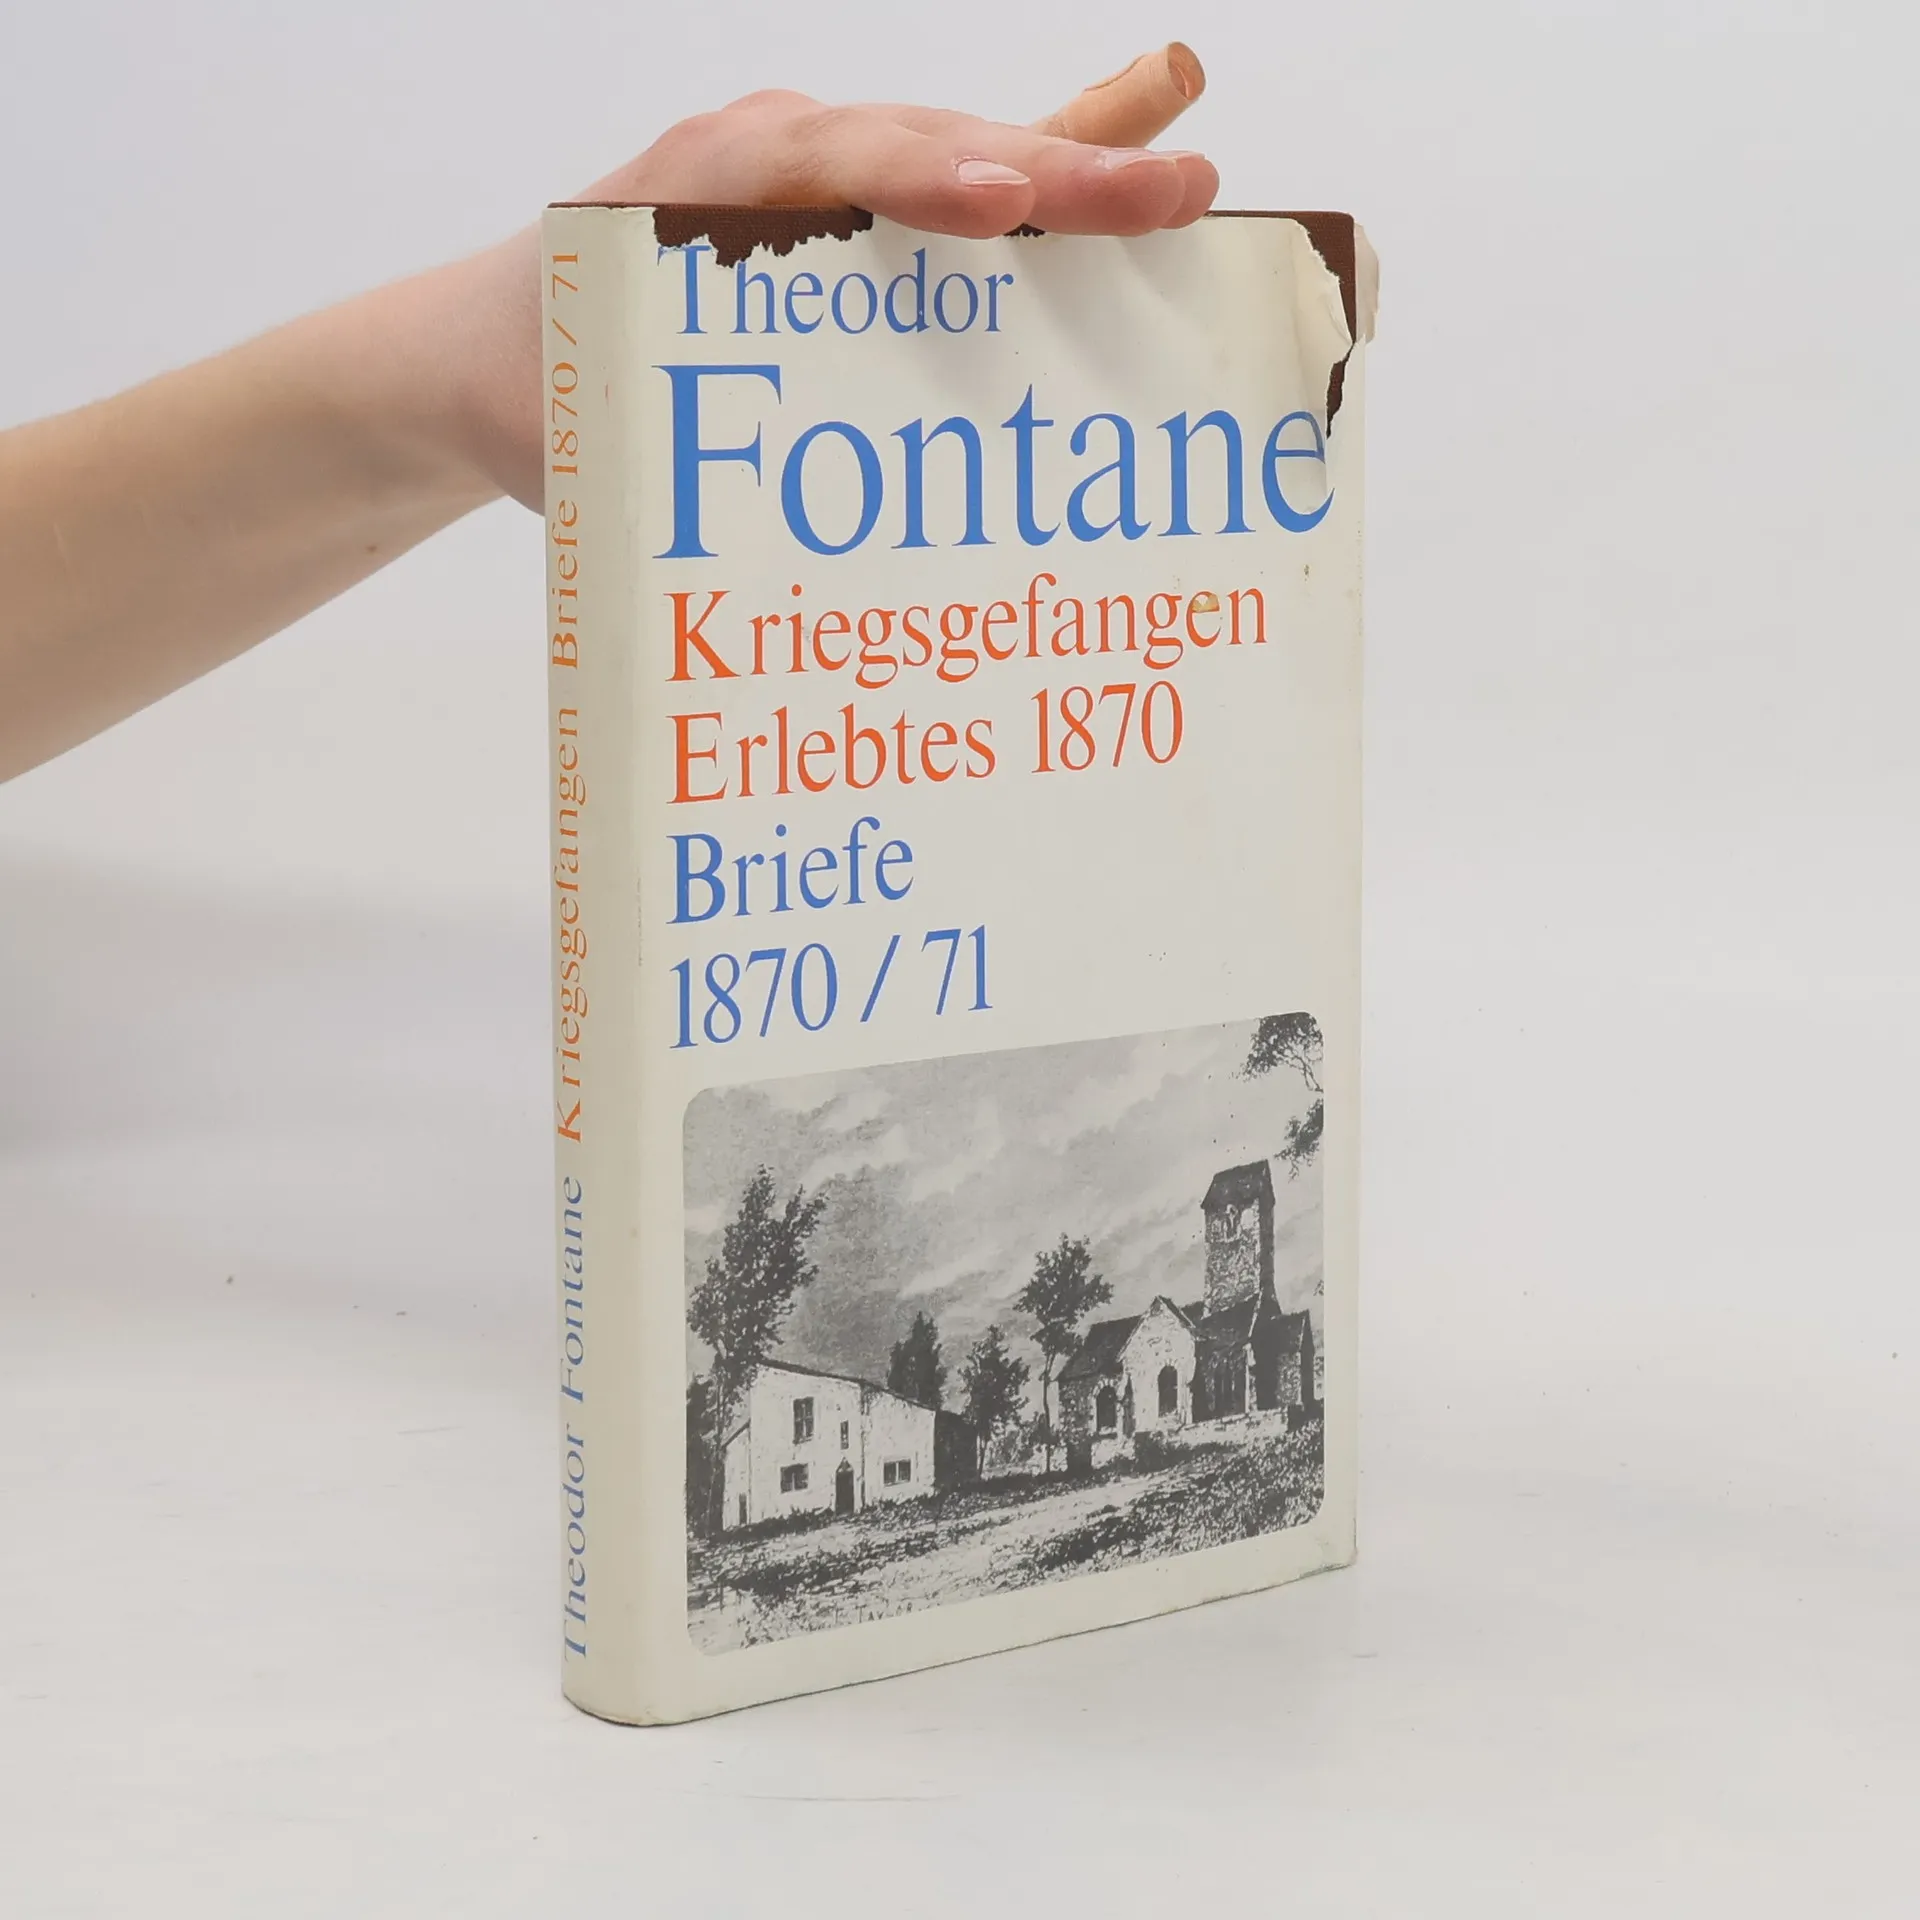 Theodor
Fontane
Kriegsgefangen
Erlebtes 1870
Briefe
1870/71
Theodor Fontane Kriegsgefangen Briefe 1870/71